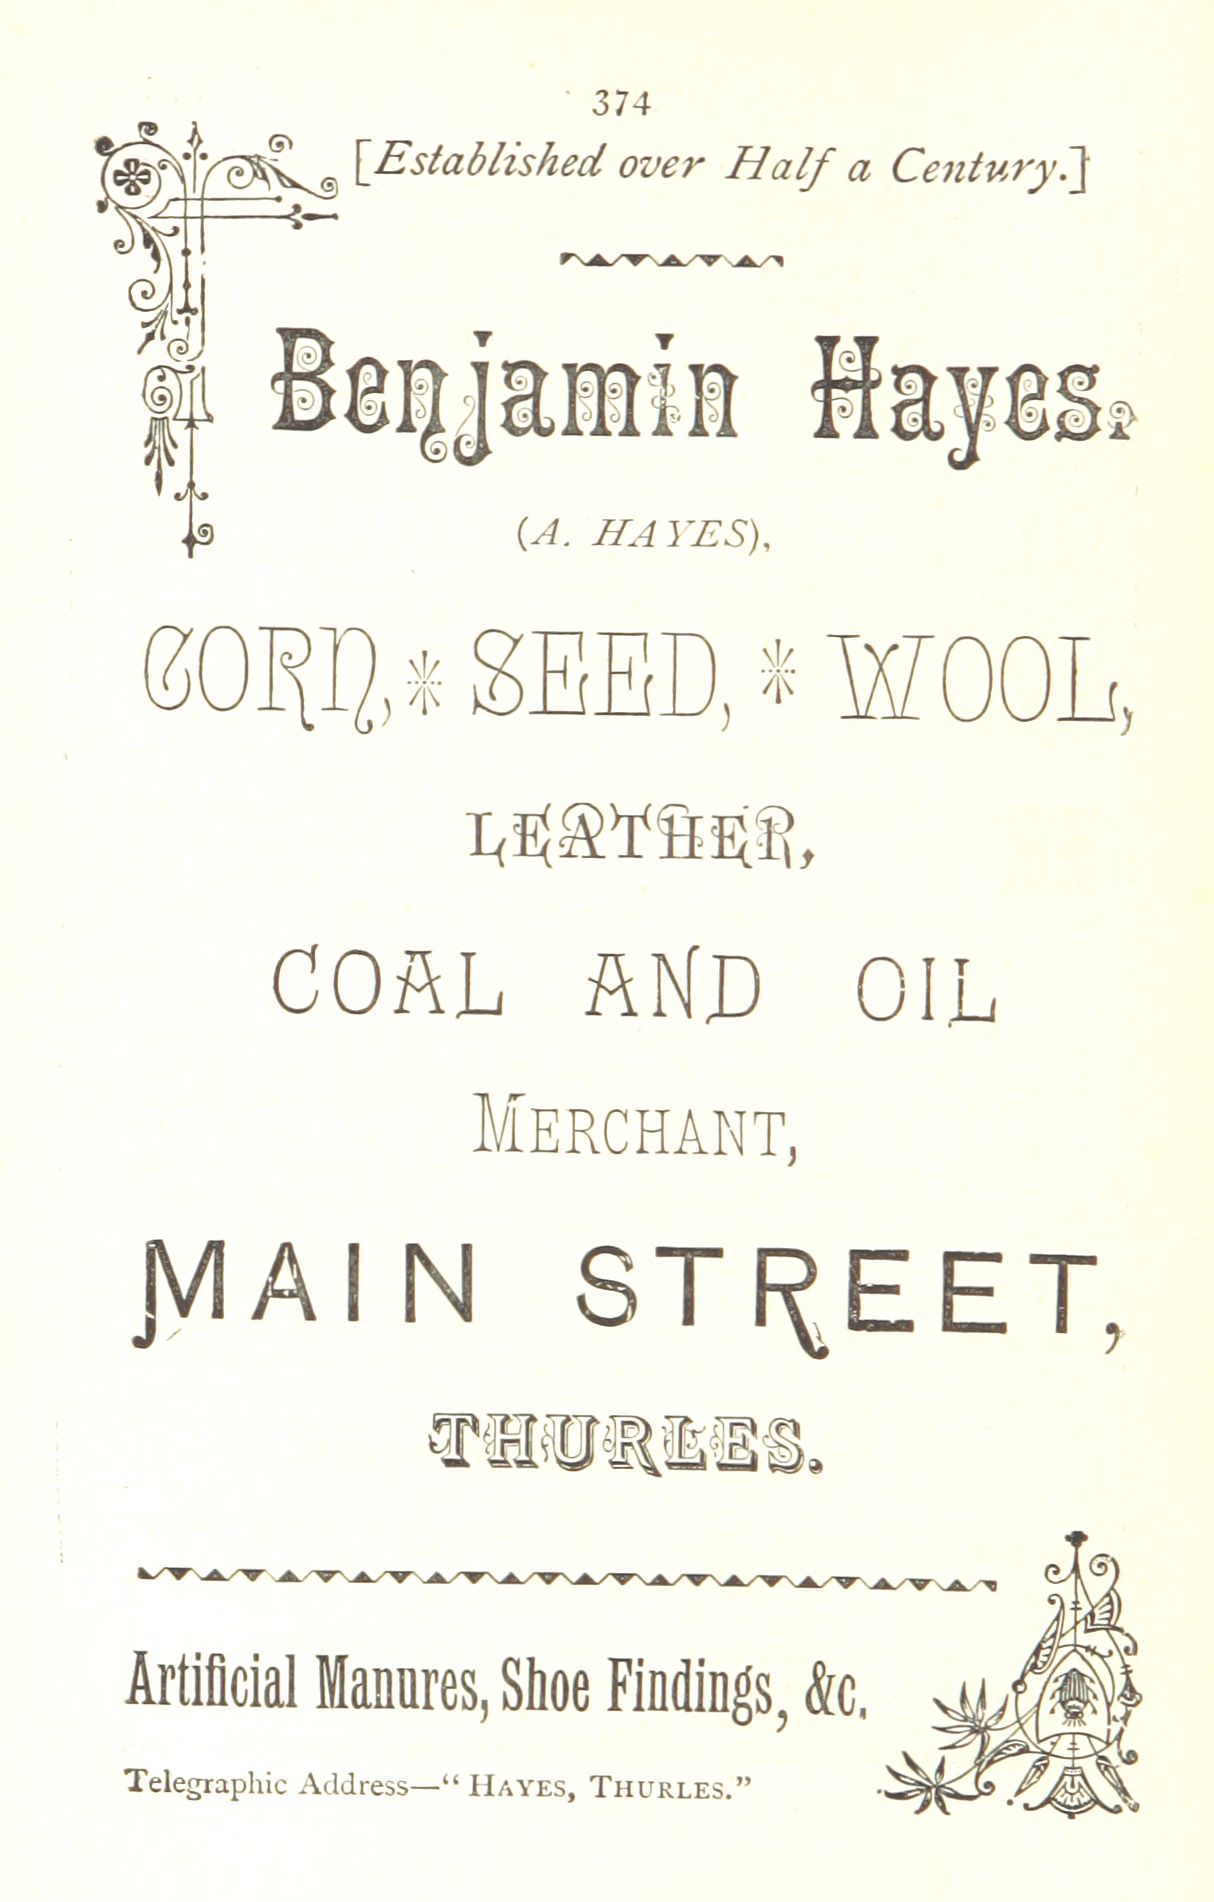 374
[Established over Half a Century.]
Benjamin Hayes,
(A. HAYES),
CORN, SEED, WOOL,
LEATHER,
COAL AND OIL
MERCHANT,
MAIN STREET,
THURLES.
Artificial Manures, Shoe Findings, &c.
Telegraphic Address—“HAYES, THURLES.”